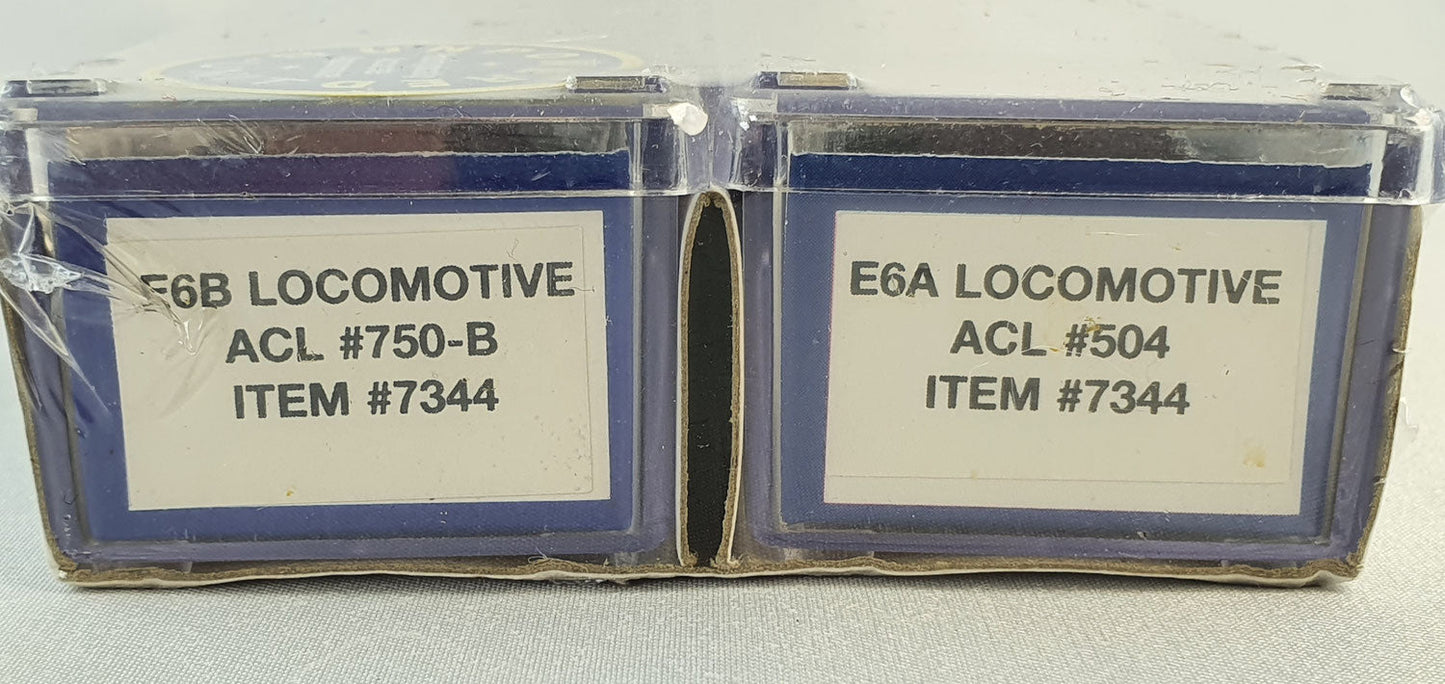 E6B LOCOMOTIVE
ACL #750-B
ITEM #7344
E6A LOCOMOTIVE
ACL #504
ITEM #7344